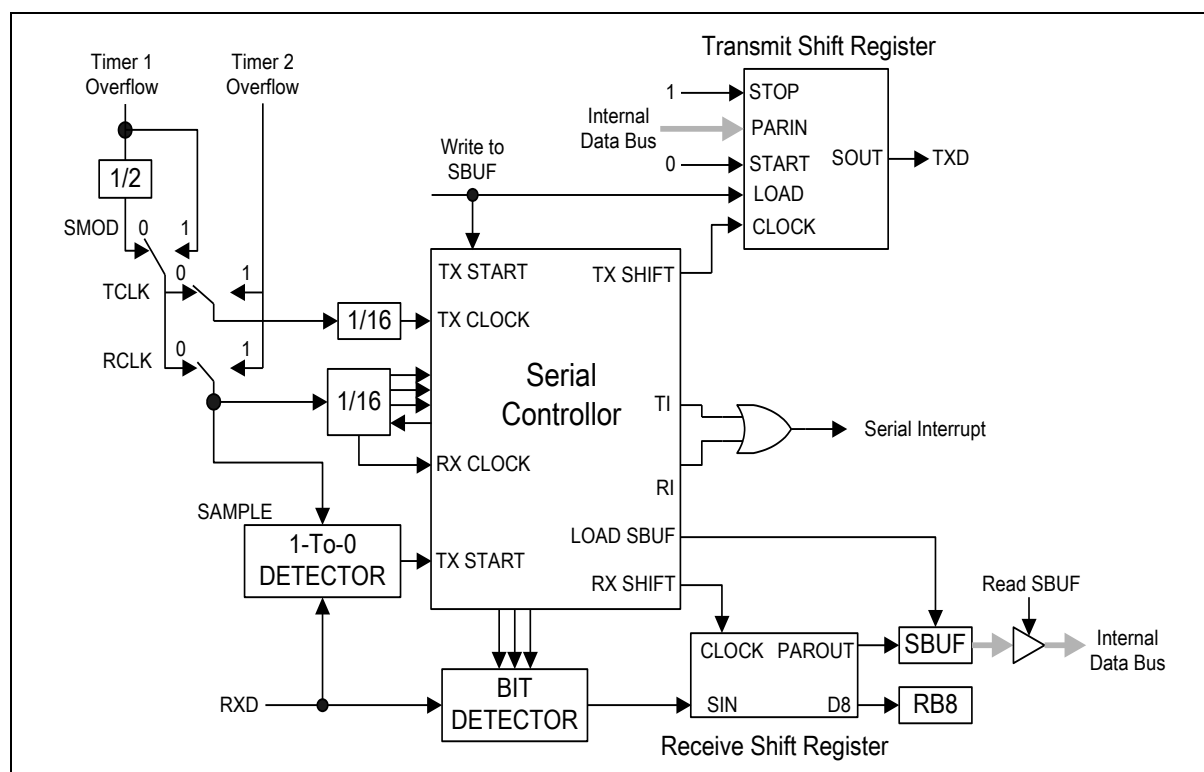 Transmit Shift Register
Timer 1
Overflow
Timer 2
Overflow
1
STOP
Internal
Data Bus
PARIN
SOUT
TXD
0
START
LOAD
CLOCK
Write to
SBUF
1/2
SMOD
0
1
TCLK
0
1
RCLK
0
1
1/16
1/16
TX START
TX SHIFT
TX CLOCK
Serial
Controllor
TI
RI
Serial Interrupt
RX CLOCK
SAMPLE
1-To-0
DETECTOR
TX START
LOAD SBUF
RX SHIFT
Read SBUF
CLOCK
PAROUT
SBUF
Internal
Data Bus
RXD
BIT
DETECTOR
SIN
D8
RB8
Receive Shift Register